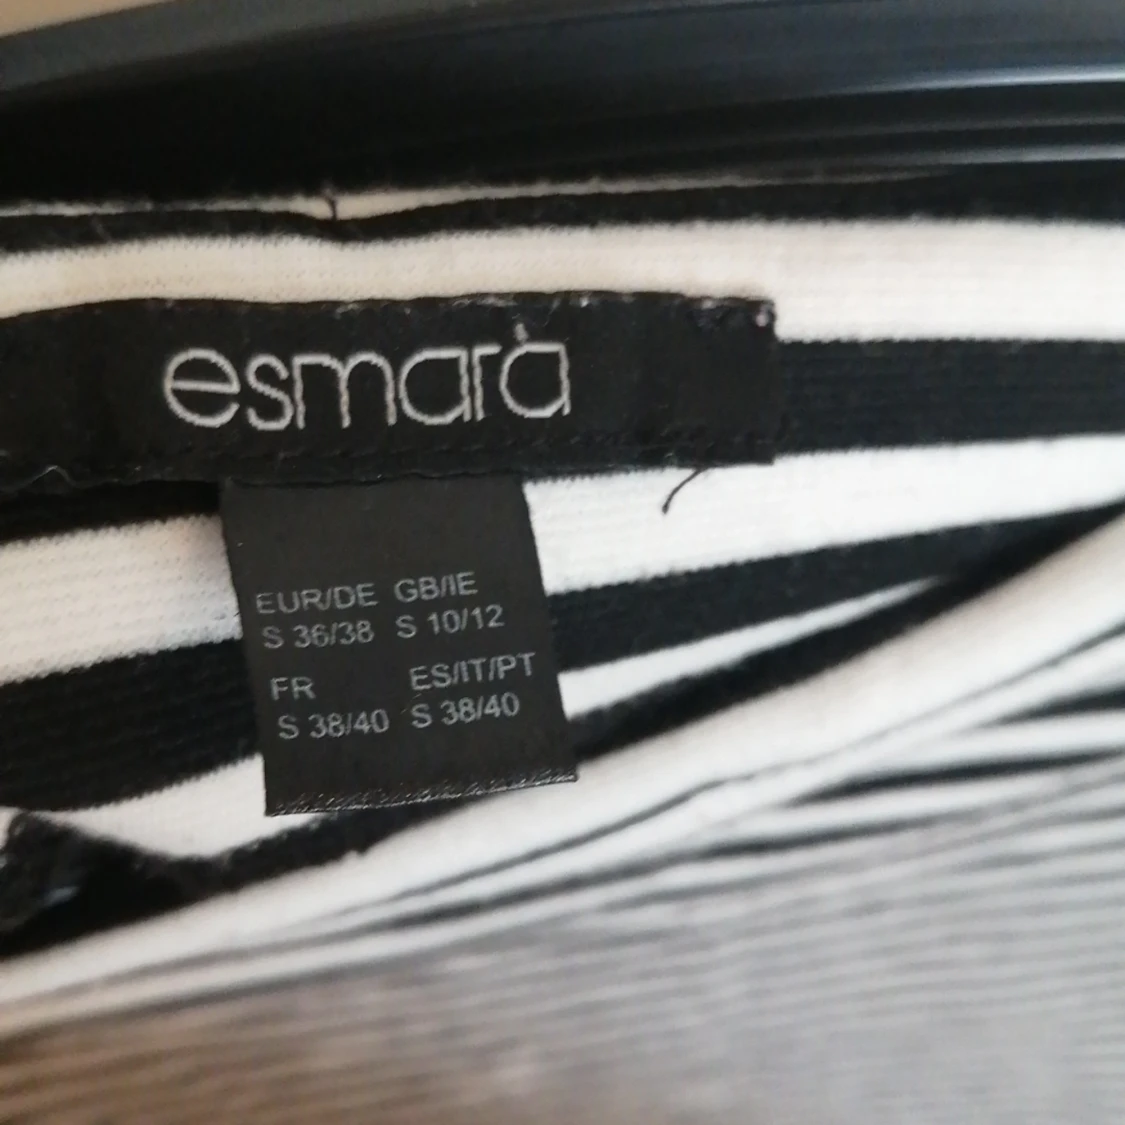 esmarà
EUR/DE GB/IE
S 36/38 S 10/12
FR ES/IT/PT
S 38/40 S 38/40